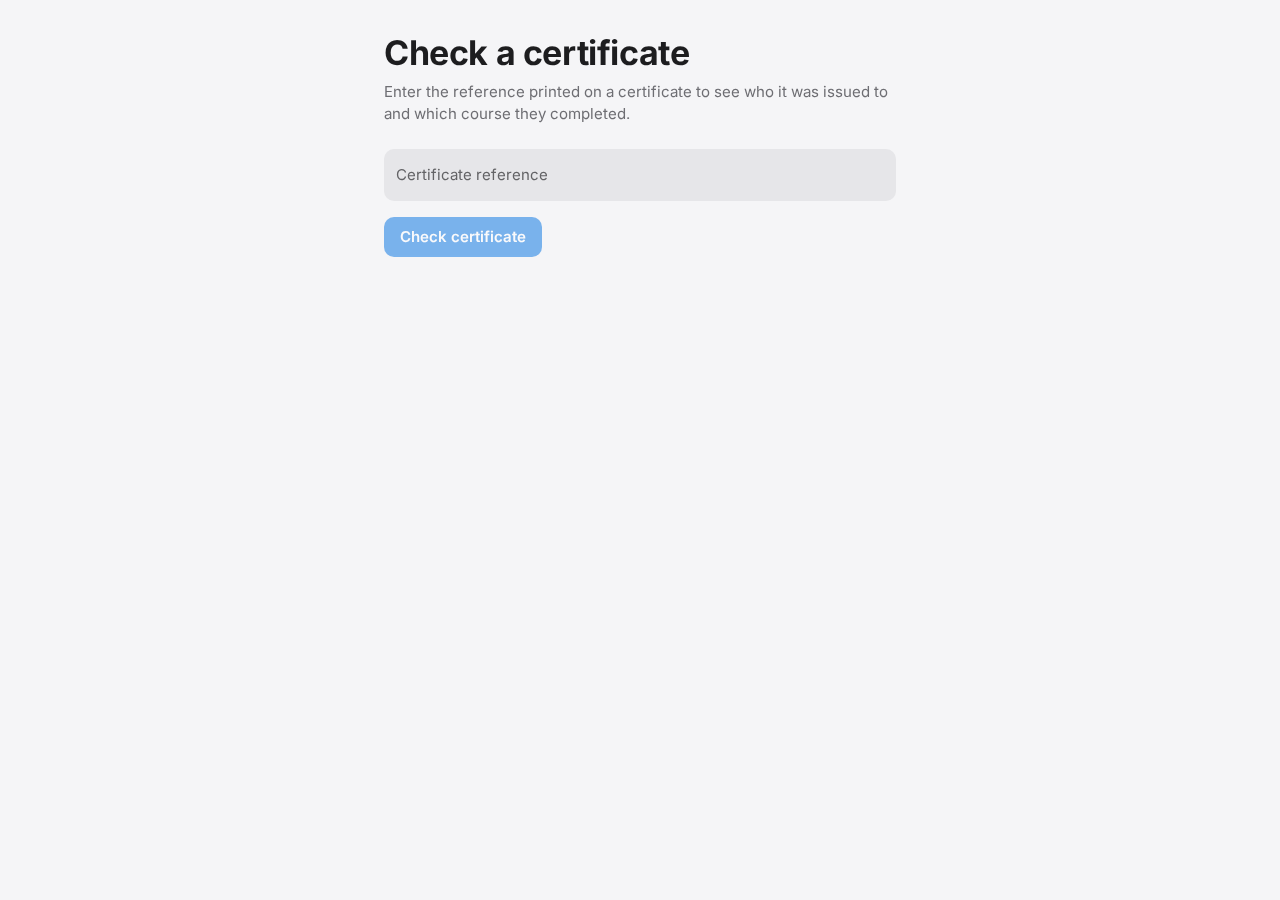 Check a certificate
Enter the reference printed on a certificate to see who it was issued to
and which course they completed.
Certificate reference
Check certificate